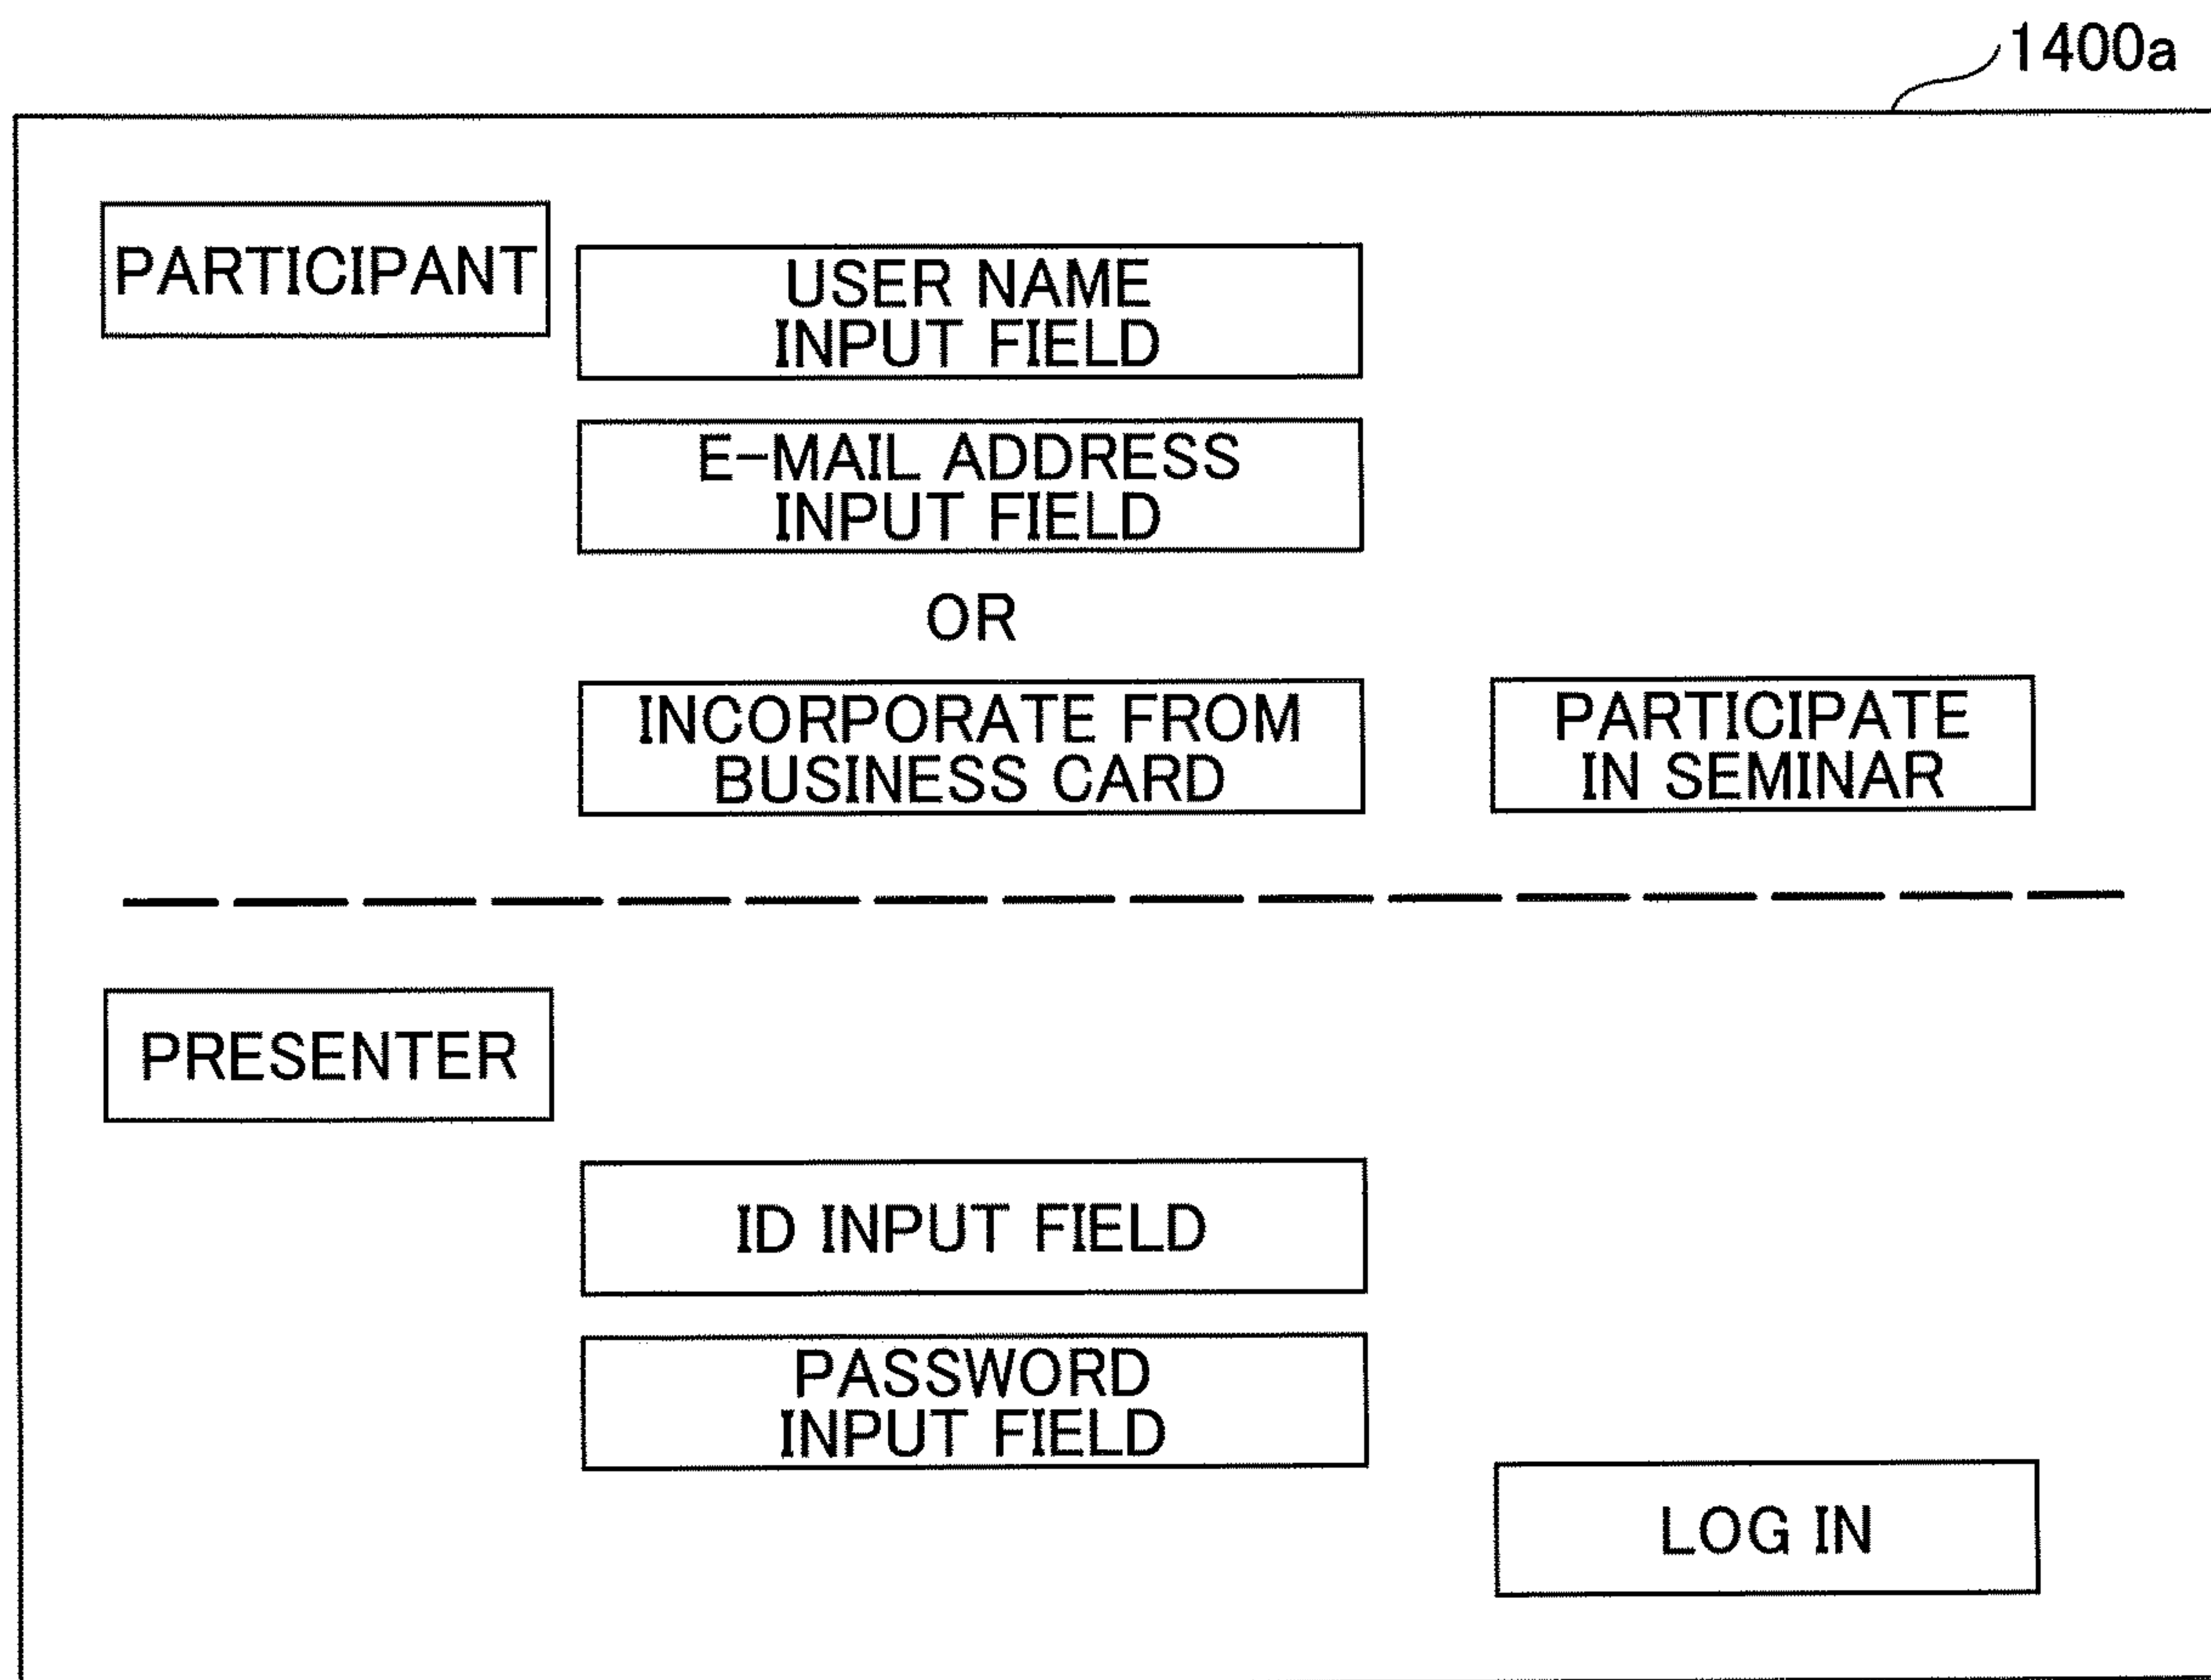 1400a
PARTICIPANT
USER NAME
INPUT FIELD
E-MAIL ADDRESS
INPUT FIELD
OR
INCORPORATE FROM
BUSINESS CARD
PARTICIPATE
IN SEMINAR
PRESENTER
ID INPUT FIELD
PASSWORD
INPUT FIELD
LOG IN